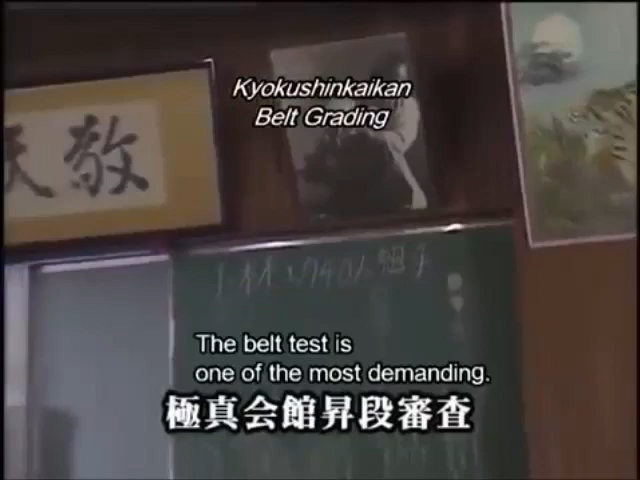 Kyokushinkaikan
Belt Grading
天敬
The belt test is
one of the most demanding.
極真会館昇段審査